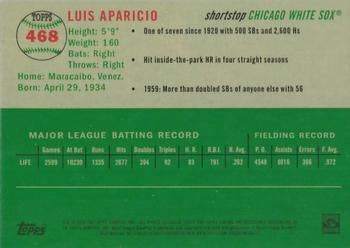 TOPPS
468
LUIS APARICIO
shortstop CHICAGO WHITE SOX®
Height: 5'9"
Weight: 160
Bats: Right
Throws: Right
Home: Maracaibo, Venez.
Born: April 29, 1934
• One of seven since 1920 with 500 SBs and 2,600 Hs
• Hit inside-the-park HR in four straight seasons
• 1959: More than doubled SBs of anyone else with 56
MAJOR LEAGUE BATTING RECORD
FIELDING RECORD
Games At Bat Runs Hits Doubles Triples H. R. R.B.I. B. Avg. P. O. Assists Errors F. Avg.
LIFE 2599 10230 1335 2677 394 92 83 791 .262 4548 8016 366 .972
Topps